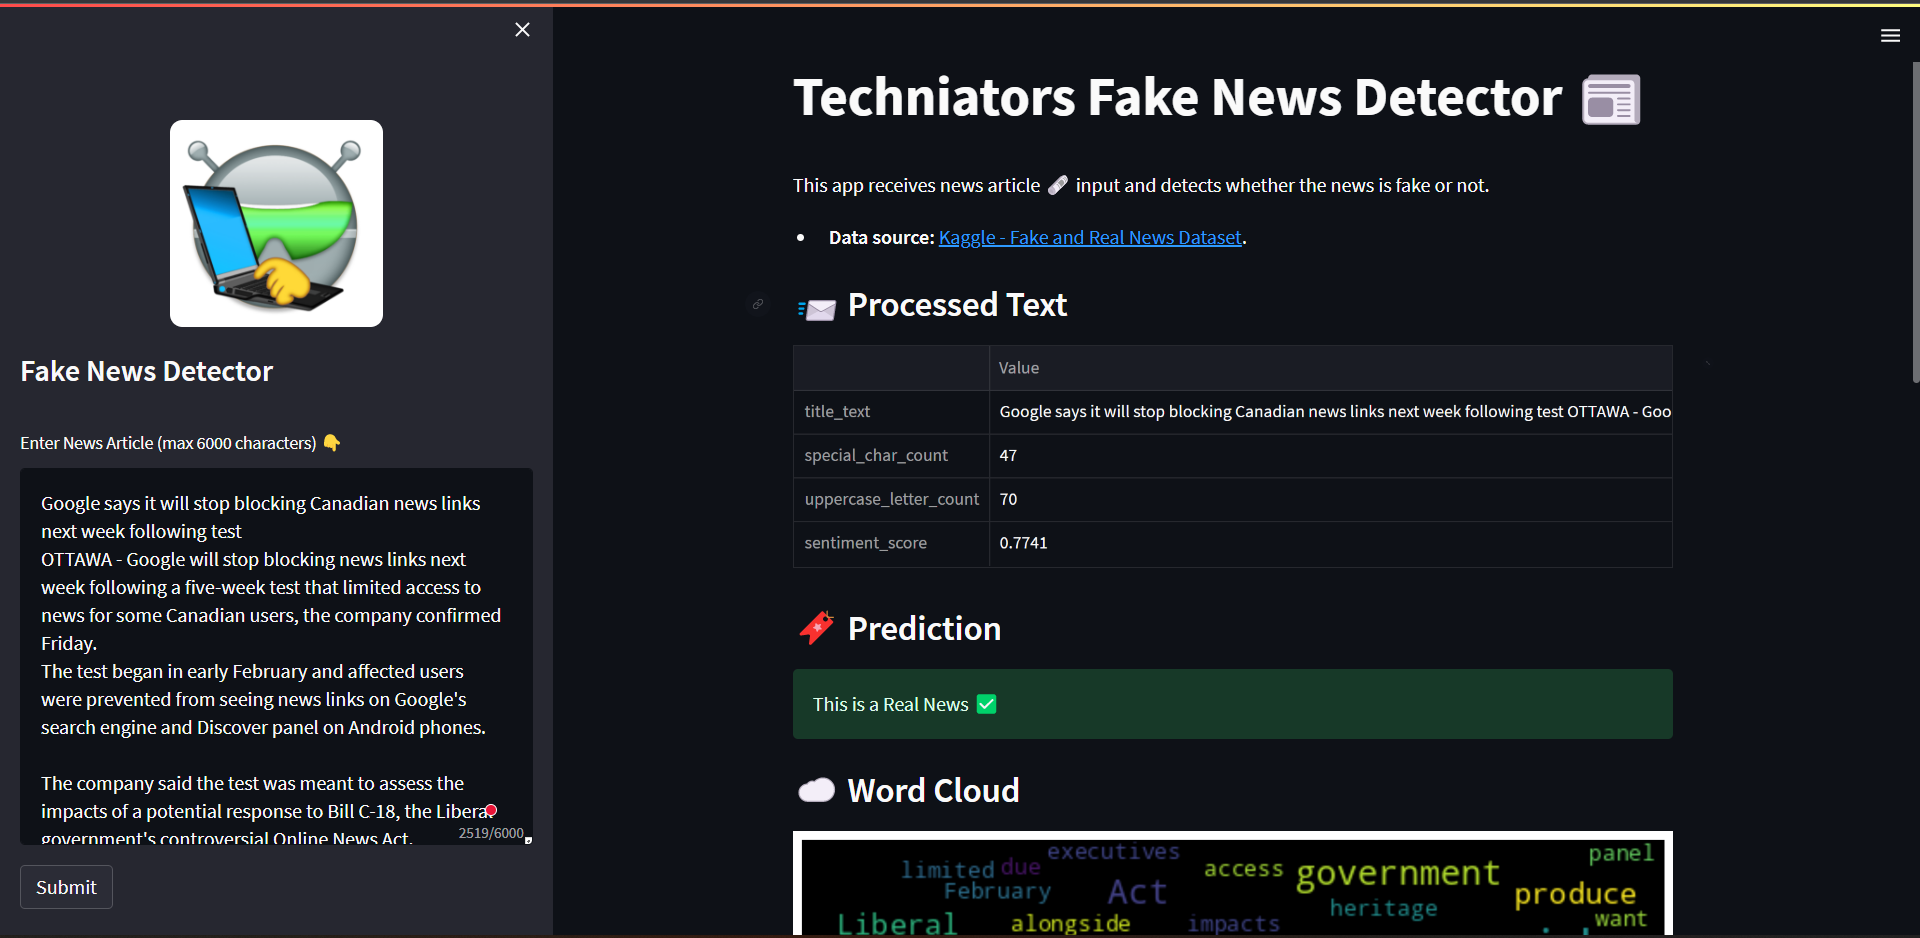 Fake News Detector
Enter News Article (max 6000 characters) 👇
Google says it will stop blocking Canadian news links
next week following test
OTTAWA - Google will stop blocking news links next
week following a five-week test that limited access to
news for some Canadian users, the company confirmed
Friday.
The test began in early February and affected users
were prevented from seeing news links on Google's
search engine and Discover panel on Android phones.
The company said the test was meant to assess the
impacts of a potential response to Bill C-18, the Liberal
government's controversial Online News Act.
2519/6000
Submit
Techniators Fake News Detector
This app receives news article 🩹 input and detects whether the news is fake or not.
• Data source: Kaggle - Fake and Real News Dataset.
Processed Text
Value
title_text Google says it will stop blocking Canadian news links next week following test OTTAWA - Goo
special_char_count 47
uppercase_letter_count 70
sentiment_score 0.7741
Prediction
This is a Real News ✅
Word Cloud
executives
panel
limited due
access
government
February
Act
produce
heritage
Liberal
alongside
impacts
want